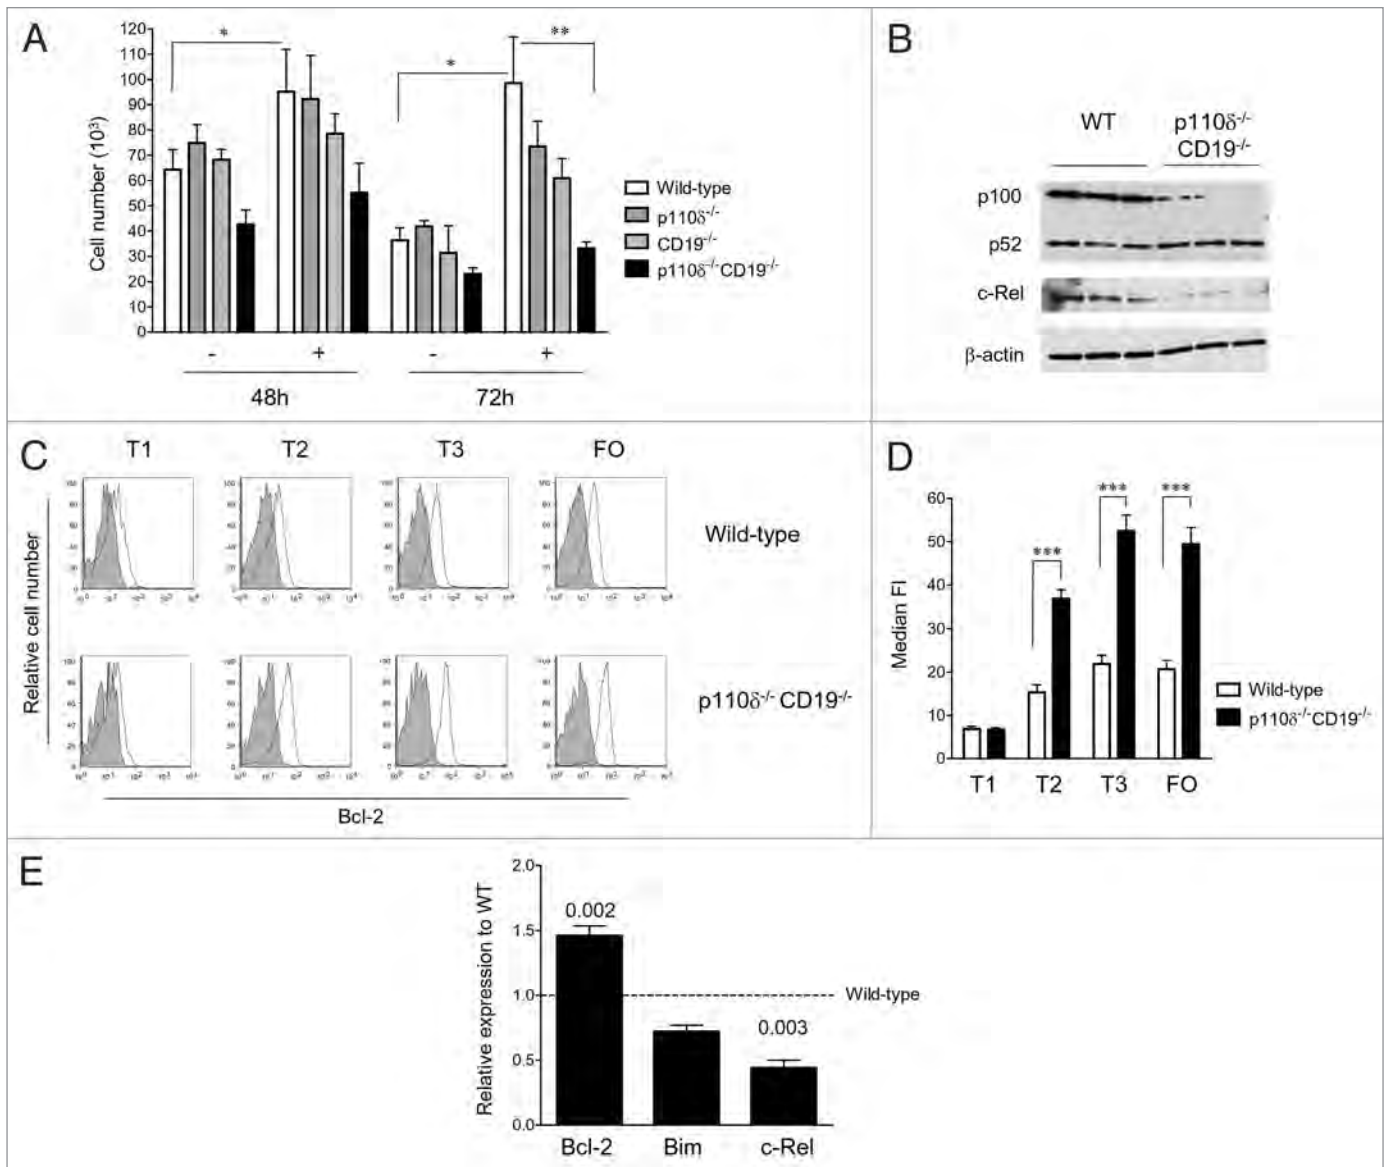 A
120
110
100
90
80
70
60
50
40
30
20
10
0
Cell number (10³)
*
*
**
- + - +
48h 72h
Wild-type
p110δ-/-
CD19-/-
p110δ-/-CD19-/-
B
WT p110δ-/-
CD19-/-
p100
p52
c-Rel
β-actin
C
T1 T2 T3 FO
Relative cell number
Wild-type
p110δ-/- CD19-/-
Bcl-2
D
60
50
40
30
20
10
0
Median FI
*** *** ***
T1 T2 T3 FO
Wild-type
p110δ-/-CD19-/-
E
2.0
1.5
1.0
0.5
0.0
Relative expression to WT
0.002
Wild-type
0.003
Bcl-2 Bim c-Rel